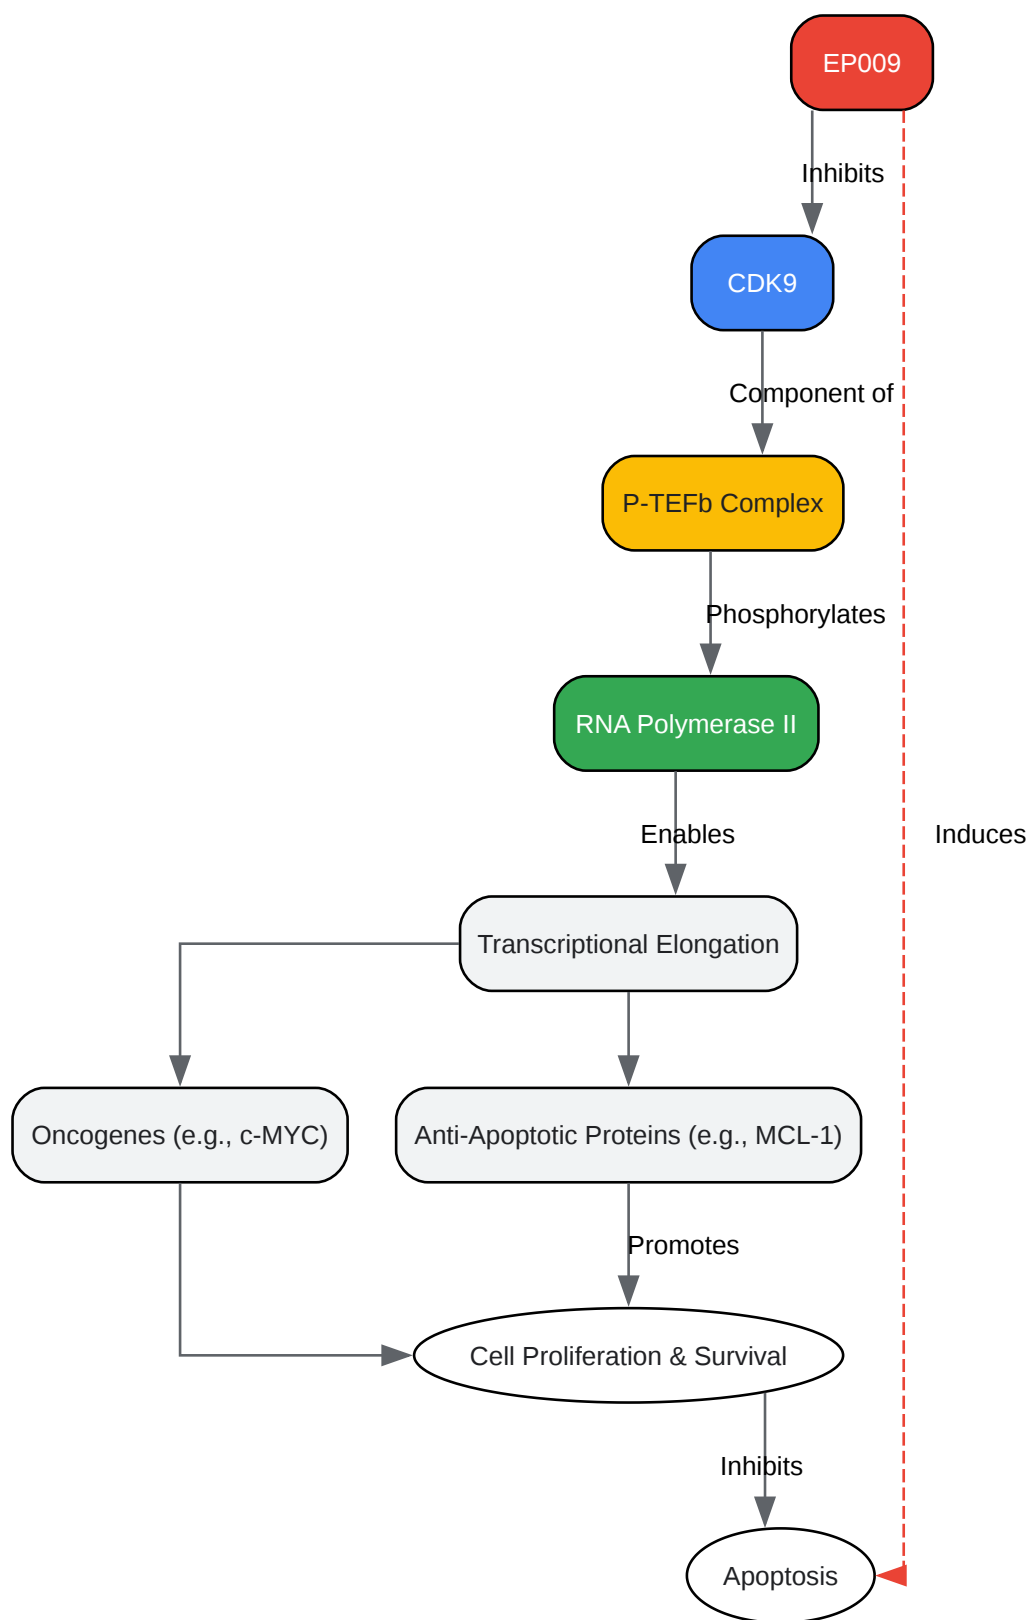 EP009
Inhibits
CDK9
Component of
P-TEFb Complex
Phosphorylates
RNA Polymerase II
Enables
Induces
Transcriptional Elongation
Oncogenes (e.g., c-MYC)
Anti-Apoptotic Proteins (e.g., MCL-1)
Promotes
Cell Proliferation & Survival
Inhibits
Apoptosis